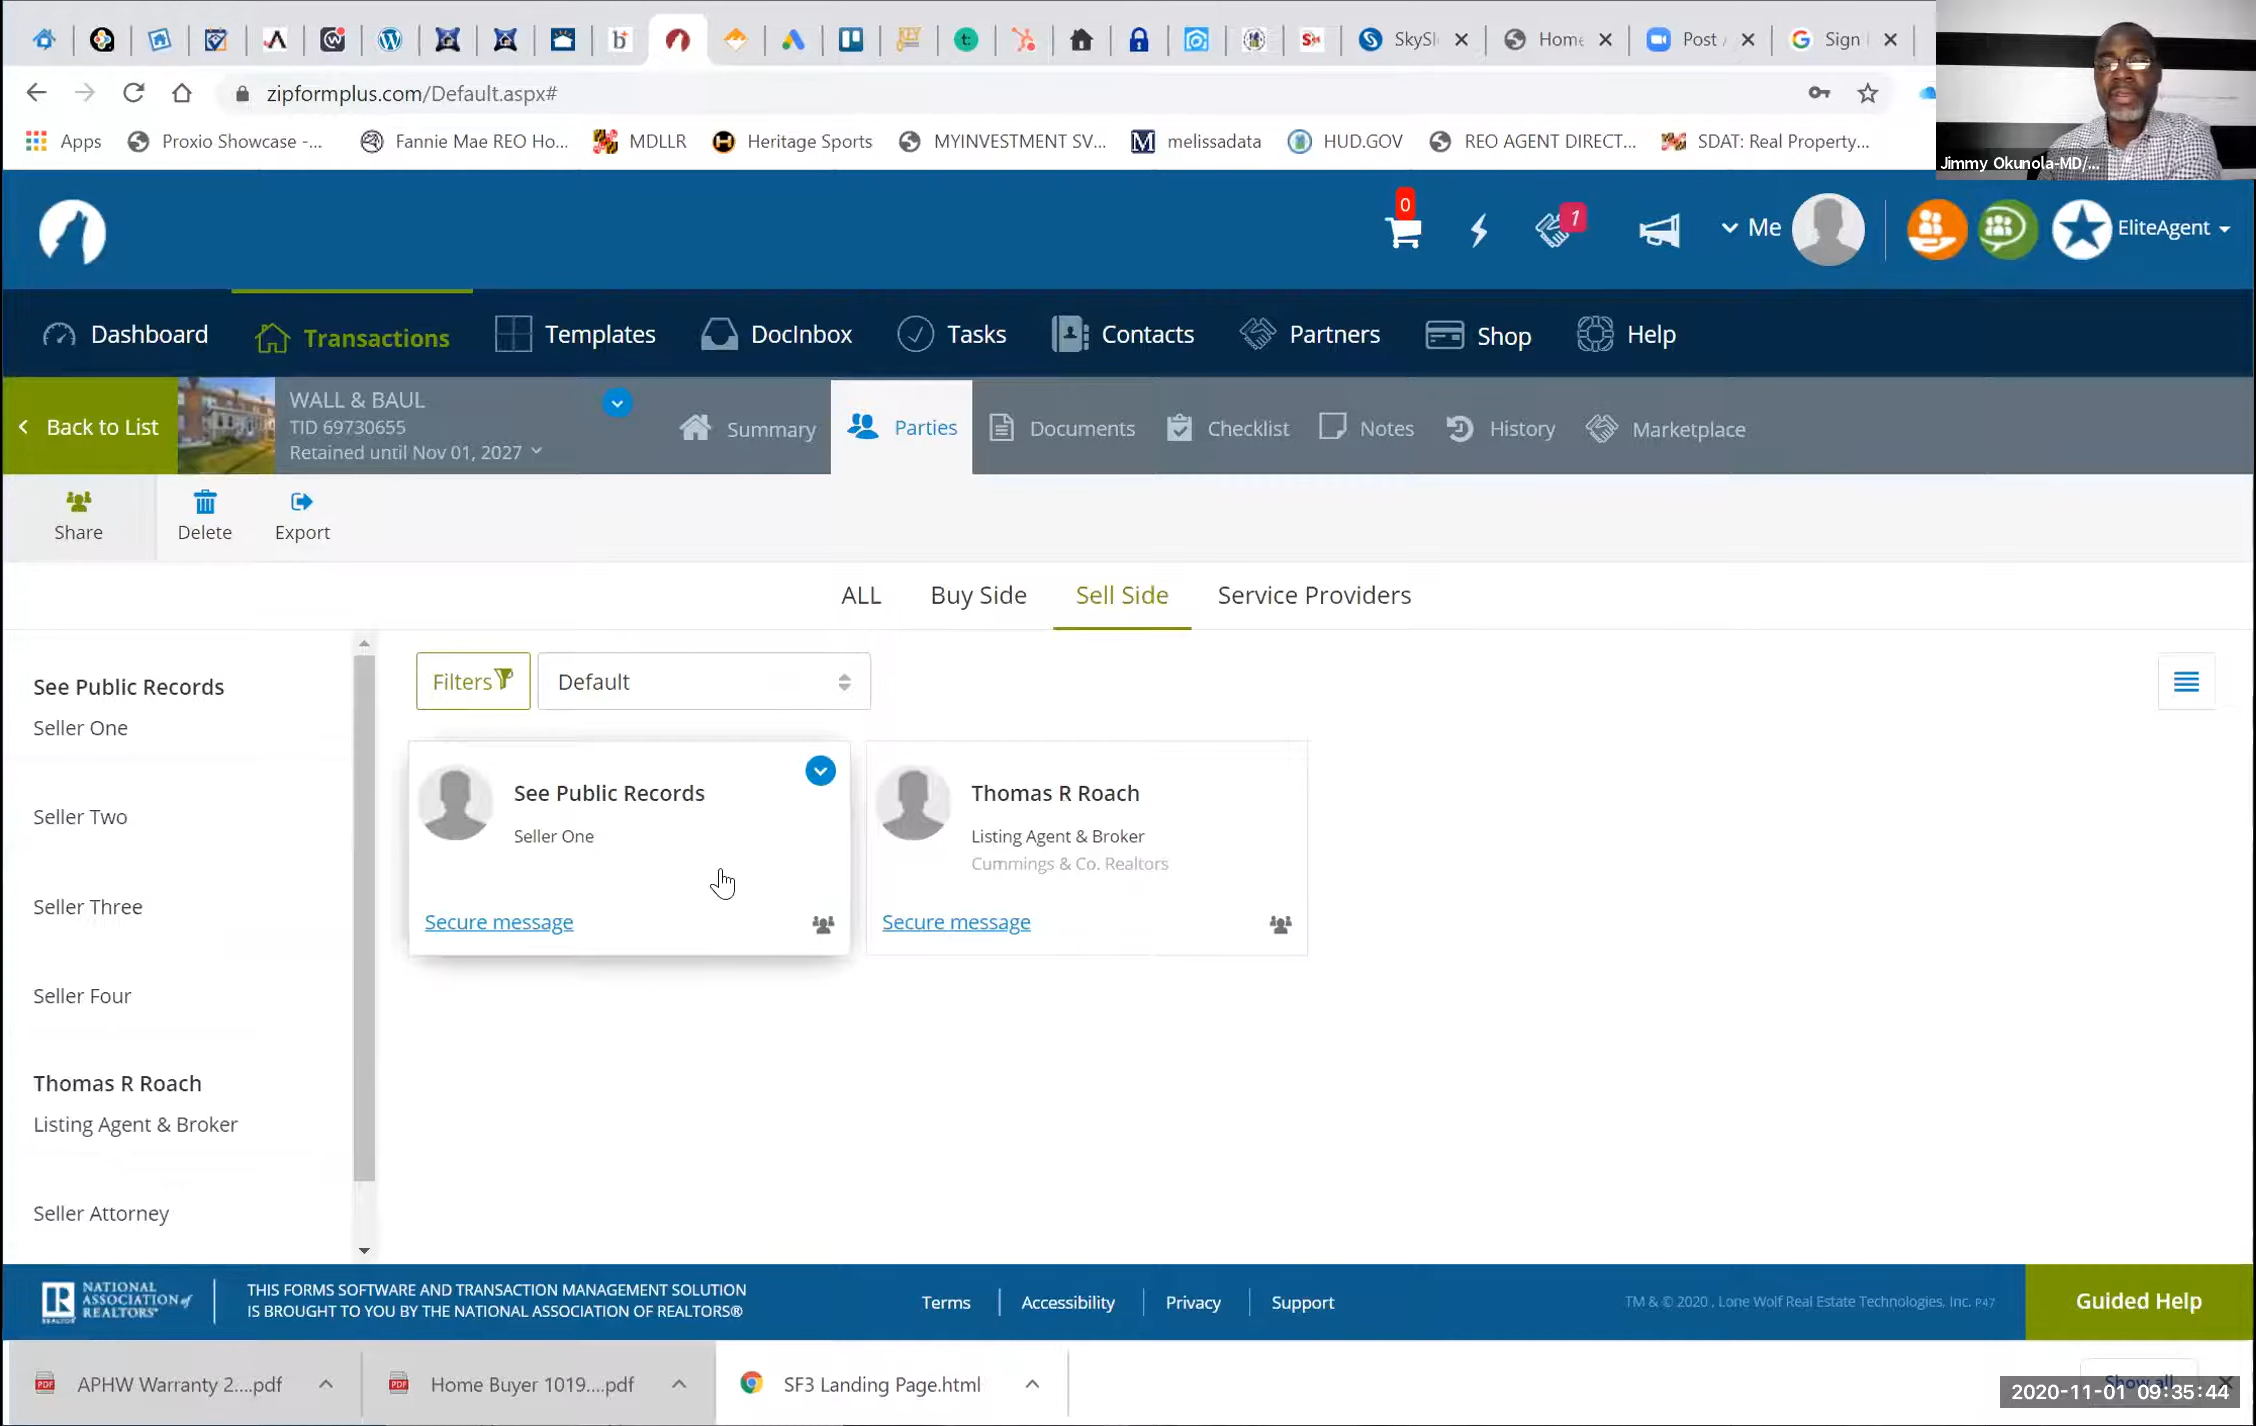 SkySl
Home
Post
Sign
zipformplus.com/Default.aspx#
Apps
Proxio Showcase -...
Fannie Mae REO Ho...
MDLLR
Heritage Sports
MYINVESTMENT SV...
melissadata
HUD.GOV
REO AGENT DIRECT...
SDAT: Real Property...
Jimmy Okunola-MD/...
0
1
Me
EliteAgent
Dashboard
Transactions
Templates
DocInbox
Tasks
Contacts
Partners
Shop
Help
Back to List
WALL & BAUL
TID 69730655
Retained until Nov 01, 2027
Summary
Parties
Documents
Checklist
Notes
History
Marketplace
Share
Delete
Export
ALL
Buy Side
Sell Side
Service Providers
See Public Records
Seller One
Seller Two
Seller Three
Seller Four
Thomas R Roach
Listing Agent & Broker
Seller Attorney
Filters
Default
See Public Records
Seller One
Secure message
Thomas R Roach
Listing Agent & Broker
Cummings & Co. Realtors
Secure message
NATIONAL
ASSOCIATION of
REALTORS®
THIS FORMS SOFTWARE AND TRANSACTION MANAGEMENT SOLUTION
IS BROUGHT TO YOU BY THE NATIONAL ASSOCIATION OF REALTORS®
Terms
Accessibility
Privacy
Support
TM & © 2020 , Lone Wolf Real Estate Technologies, Inc. P47
Guided Help
APHW Warranty 2....pdf
Home Buyer 1019....pdf
SF3 Landing Page.html
Show all
2020-11-01 09:35:44